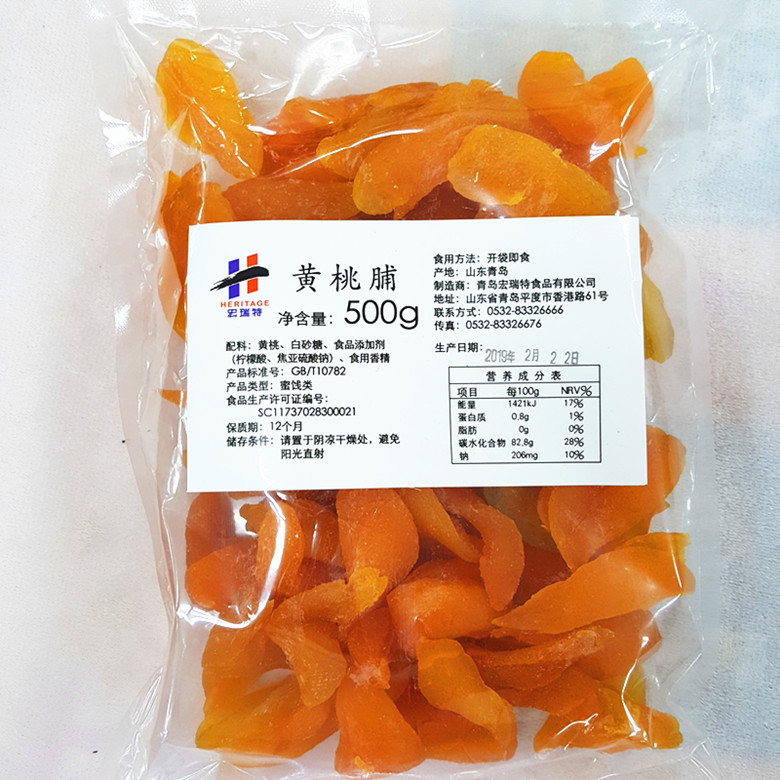 HERITAGE
宏瑞特
黄桃脯
净含量：500g
配料：黄桃、白砂糖、食品添加剂
（柠檬酸、焦亚硫酸钠）、食用香精
产品标准号：GB/T10782
产品类型：蜜饯类
食品生产许可证编号：
SC11737028300021
保质期：12个月
储存条件：请置于阴凉干燥处，避免
阳光直射
食用方法：开袋即食
产地：山东青岛
制造商：青岛宏瑞特食品有限公司
地址：山东省青岛平度市香港路61号
联系方式：0532-83326666
传真：0532-83326676
生产日期：2019年 2月 2 2日
营养成分表
项目 每100g NRV%
能量 1421kJ 17%
蛋白质 0.8g 1%
脂肪 0g 0%
碳水化合物 82.8g 28%
钠 206mg 10%